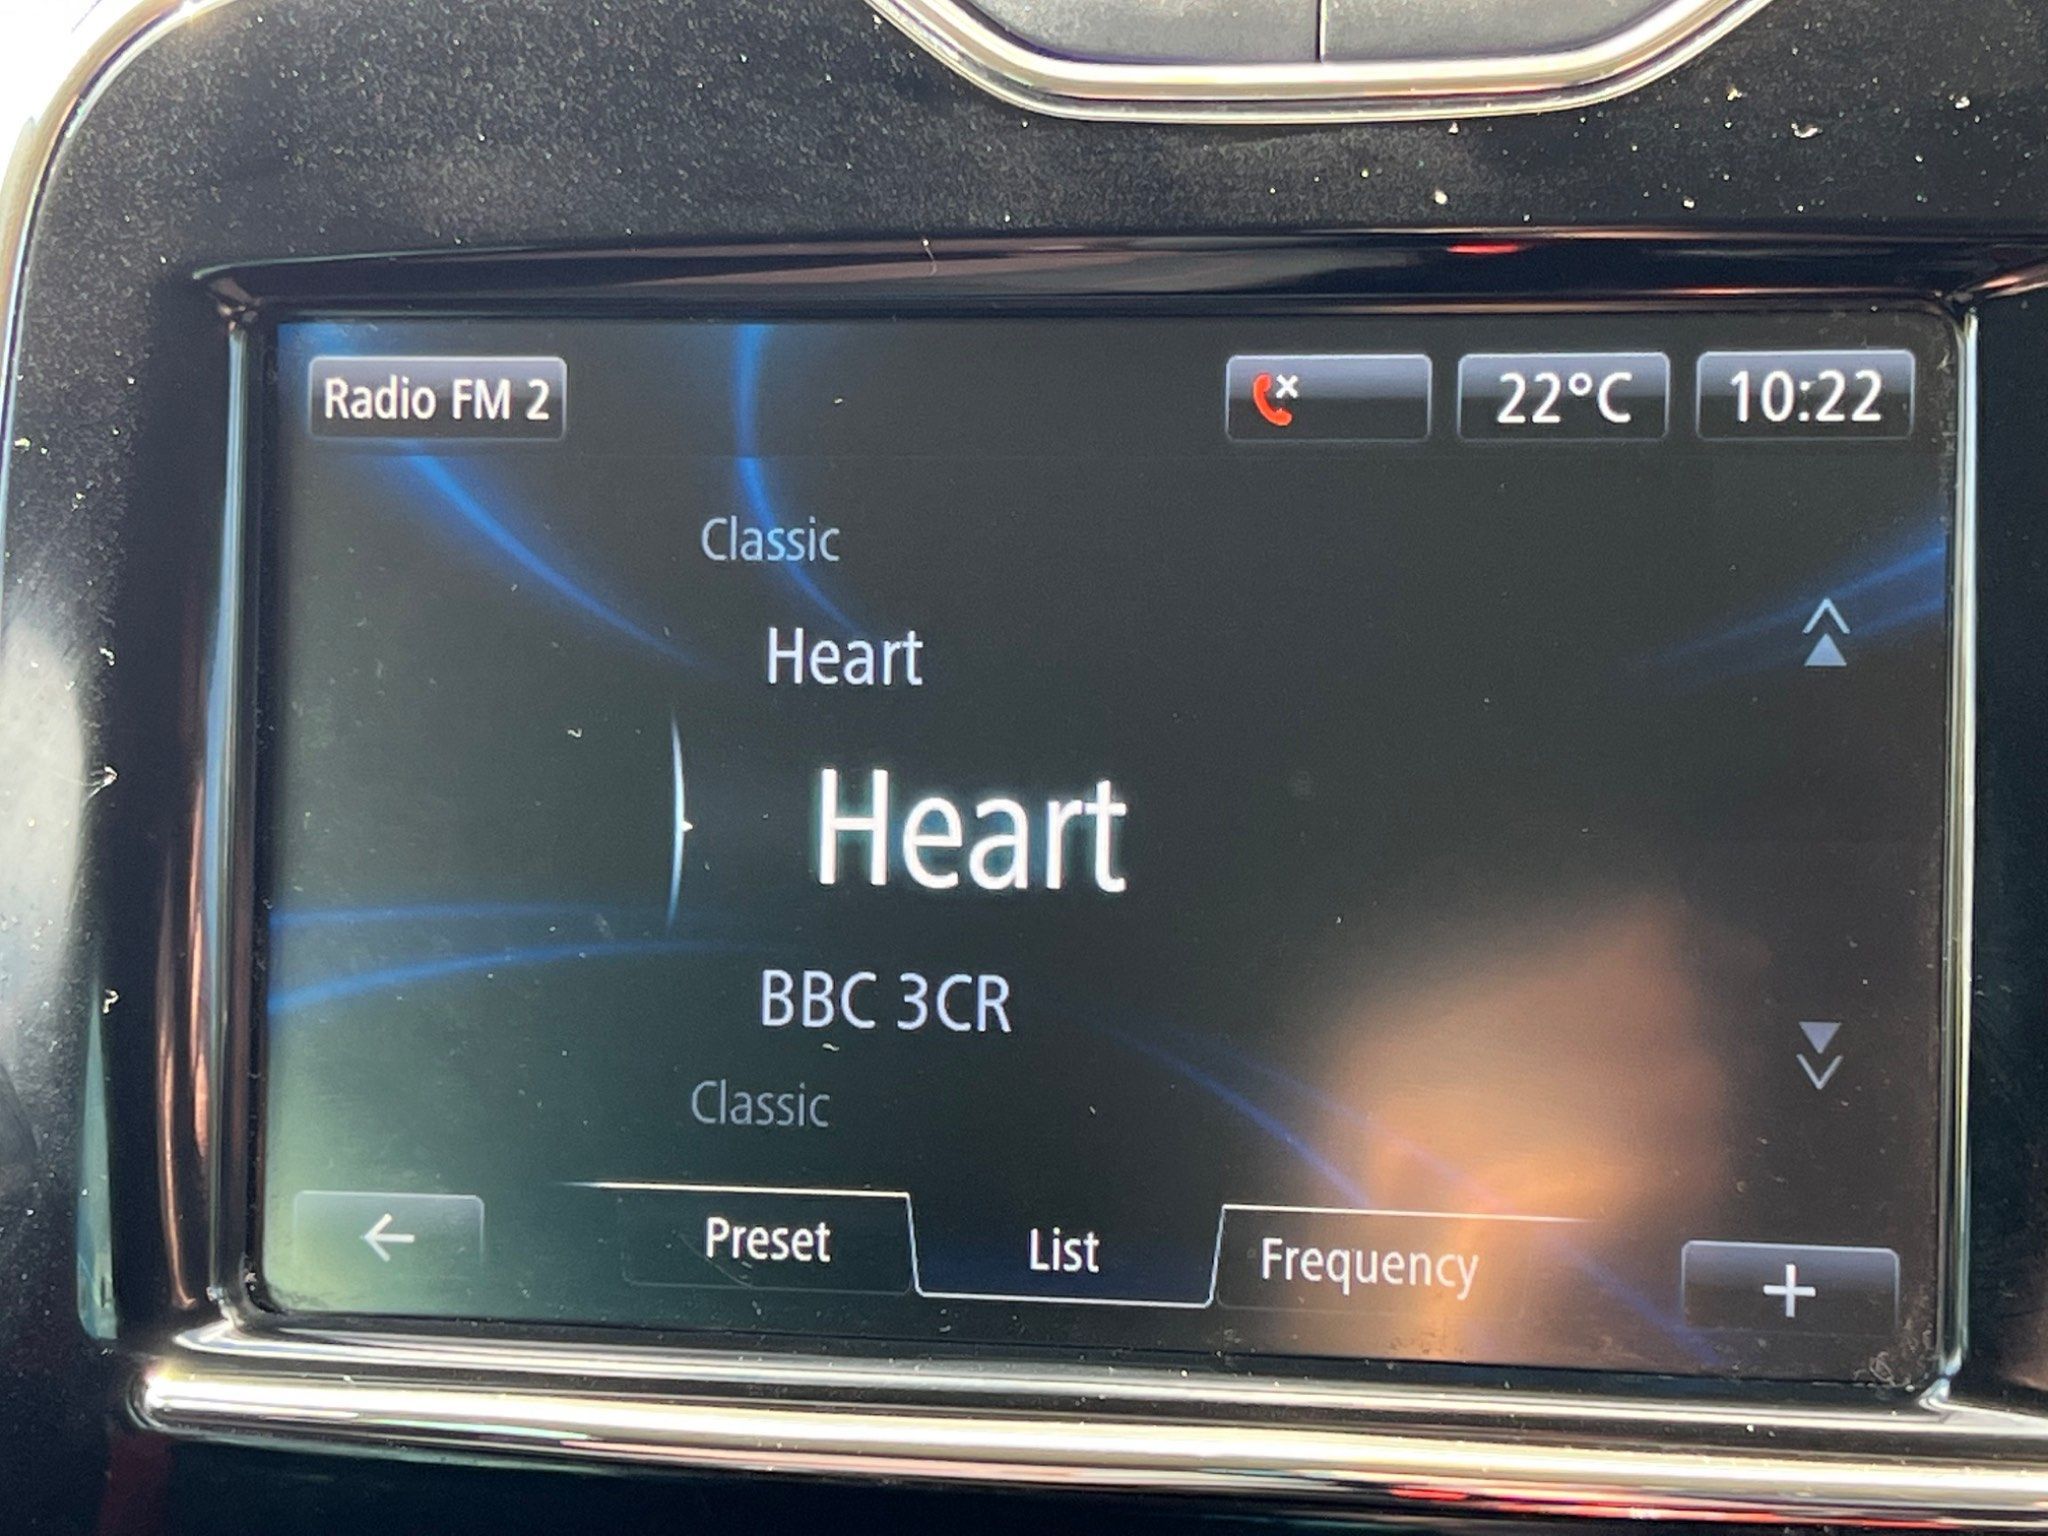 Radio FM 2
22°C
10:22
Classic
Heart
Heart
BBC 3CR
Classic
Preset
List
Frequency